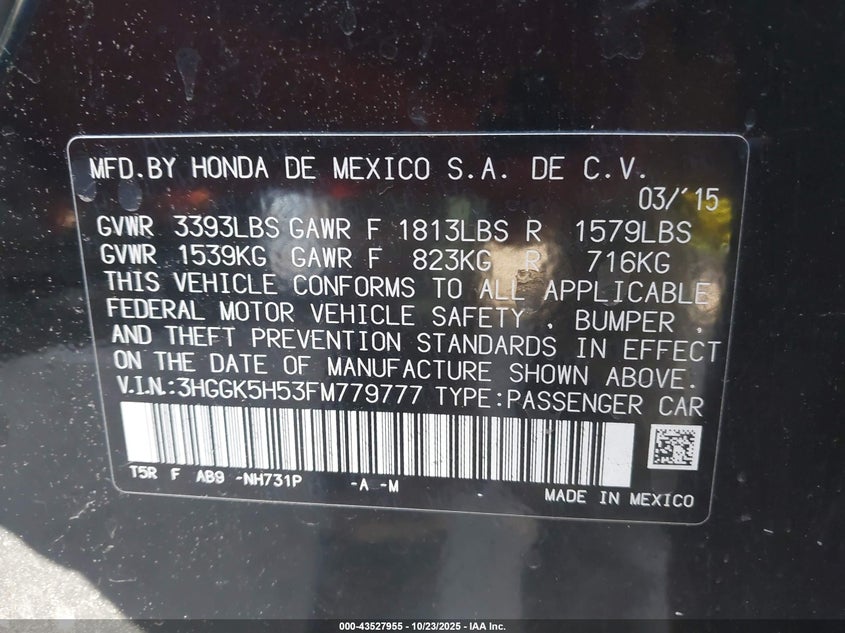 MFD.BY HONDA DE MEXICO S.A. DE C.V.
03/'15
GVWR 3393LBS GAWR F 1813LBS R 1579LBS
GVWR 1539KG GAWR F 823KG R 716KG
THIS VEHICLE CONFORMS TO ALL APPLICABLE
FEDERAL MOTOR VEHICLE SAFETY , BUMPER ,
AND THEFT PREVENTION STANDARDS IN EFFECT
ON THE DATE OF MANUFACTURE SHOWN ABOVE.
V.I.N.:3HGGK5H53FM779777 TYPE:PASSENGER CAR
T5R F AB9 -NH731P -A -M
MADE IN MEXICO
000-43527955 - 10/23/2025 - IAA Inc.